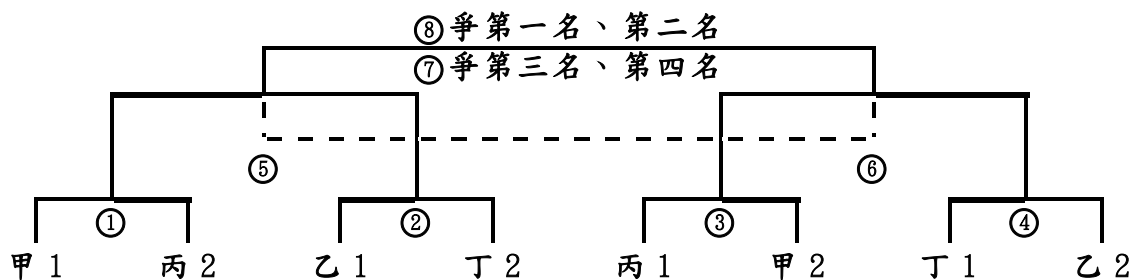 ⑧爭第一名、第二名
⑦爭第三名、第四名
⑤ ⑥
① ② ③ ④
甲1 丙2 乙1 丁2 丙1 甲2 丁1 乙2